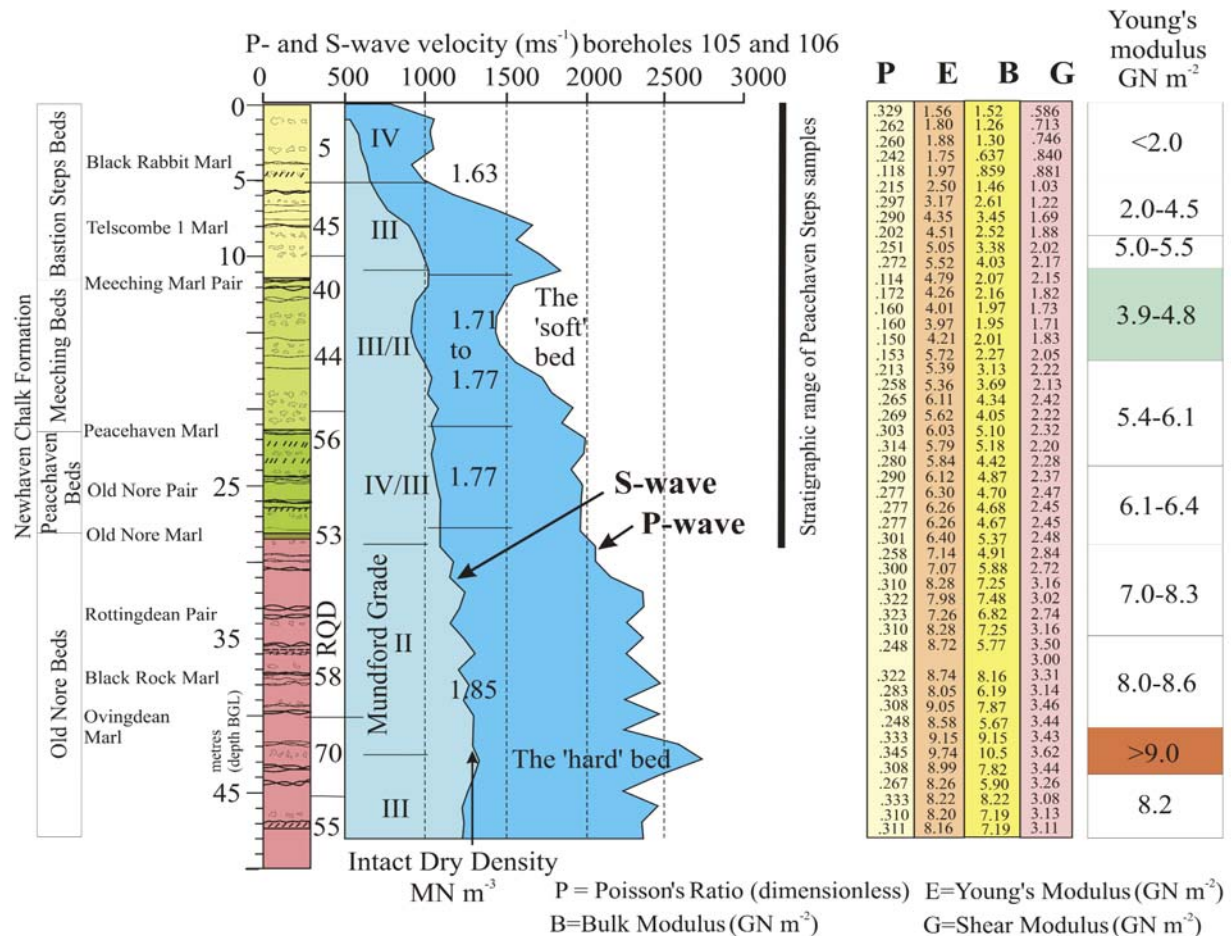 P- and S-wave velocity (ms-1) boreholes 105 and 106
0 500 1000 1500 2000 2500 3000
P E B G
Young's
modulus
GN m-2
Newhaven Chalk Formation
Bastion Steps Beds
Meeching Beds
Peacehaven
Beds
Old Nore Beds
Black Rabbit Marl
Telscombe 1 Marl
Meeching Marl Pair
Peacehaven Marl
Old Nore Pair
Old Nore Marl
Rottingdean Pair
Black Rock Marl
Ovingdean
Marl
metres
(depth BGL)
0
5
10
25
35
45
5
45
40
44
56
53
RQD
58
70
55
Mundford Grade
IV
III
III/II
IV/III
II
III
1.63
1.71
to
1.77
1.77
1.85
The
'soft'
bed
S-wave
P-wave
The 'hard' bed
Intact Dry Density
MN m-3
Stratigraphic range of Peacehaven Steps samples
.329 1.56 1.52 .586
.262 1.80 1.26 .713
.260 1.88 1.30 .746
.242 1.75 .637 .840
.118 1.97 .859 .881
.215 2.50 1.46 1.03
.297 3.17 2.61 1.22
.290 4.35 3.45 1.69
.202 4.51 2.52 1.88
.251 5.05 3.38 2.02
.272 5.52 4.03 2.17
.114 4.79 2.07 2.15
.172 4.26 2.16 1.82
.160 4.01 1.97 1.73
.160 3.97 1.95 1.71
.150 4.21 2.01 1.83
.153 5.72 2.27 2.05
.213 5.39 3.13 2.22
.258 5.36 3.69 2.13
.265 6.11 4.34 2.42
.269 5.62 4.05 2.22
.303 6.03 5.10 2.32
.314 5.79 5.18 2.20
.280 5.84 4.42 2.28
.290 6.12 4.87 2.37
.277 6.30 4.70 2.47
.277 6.26 4.68 2.45
.277 6.26 4.67 2.45
.301 6.40 5.37 2.48
.258 7.14 4.91 2.84
.300 7.07 5.88 2.72
.310 8.28 7.25 3.16
.322 7.98 7.48 3.02
.323 7.26 6.82 2.74
.310 8.28 7.25 3.16
.248 8.72 5.77 3.50
3.00
.322 8.74 8.16 3.31
.283 8.05 6.19 3.14
.308 9.05 7.87 3.46
.248 8.58 5.67 3.44
.333 9.15 9.15 3.43
.345 9.74 10.5 3.62
.308 8.99 7.82 3.44
.267 8.26 5.90 3.26
.333 8.22 8.22 3.08
.310 8.20 7.19 3.13
.311 8.16 7.19 3.11
<2.0
2.0-4.5
5.0-5.5
3.9-4.8
5.4-6.1
6.1-6.4
7.0-8.3
8.0-8.6
>9.0
8.2
P = Poisson's Ratio (dimensionless) E=Young's Modulus (GN m-2)
B=Bulk Modulus (GN m-2) G=Shear Modulus (GN m-2)